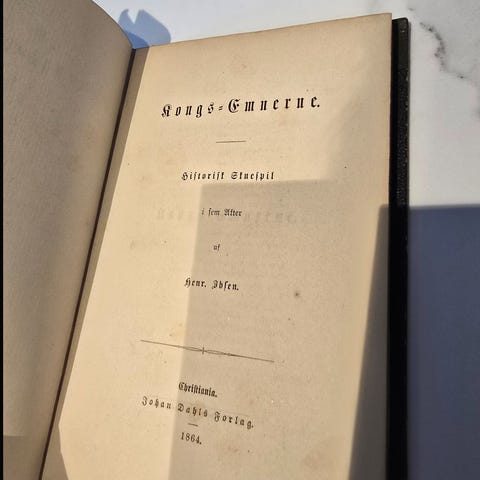 Kongs-Emnerne.
Historisk Skuespil
i fem Akter
af
Henr. Ibsen.
Christiania.
Johan Dahls Forlag.
1864.